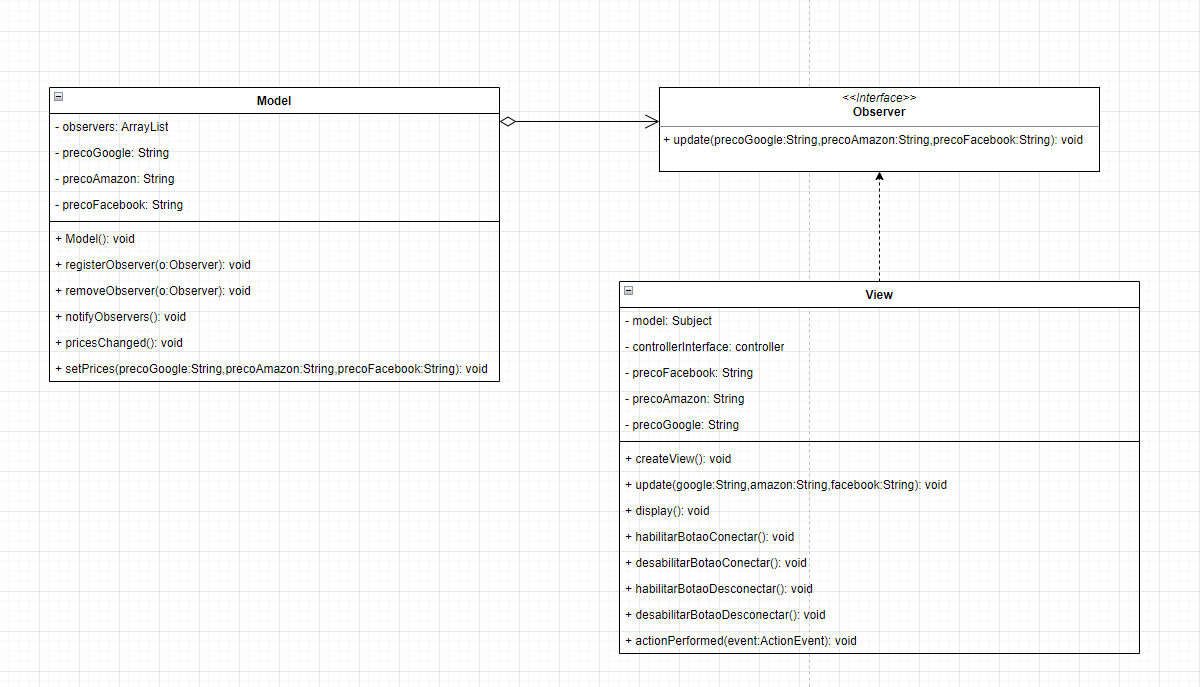 Model
- observers: ArrayList
- precoGoogle: String
- precoAmazon: String
- precoFacebook: String
+ Model(): void
+ registerObserver(o:Observer): void
+ removeObserver(o:Observer): void
+ notifyObservers(): void
+ pricesChanged(): void
+ setPrices(precoGoogle:String,precoAmazon:String,precoFacebook:String): void
<<Interface>>
Observer
+ update(precoGoogle:String,precoAmazon:String,precoFacebook:String): void
View
- model: Subject
- controllerInterface: controller
- precoFacebook: String
- precoAmazon: String
- precoGoogle: String
+ createView(): void
+ update(google:String,amazon:String,facebook:String): void
+ display(): void
+ habilitarBotaoConectar(): void
+ desabilitarBotaoConectar(): void
+ habilitarBotaoDesconectar(): void
+ desabilitarBotaoDesconectar(): void
+ actionPerformed(event:ActionEvent): void